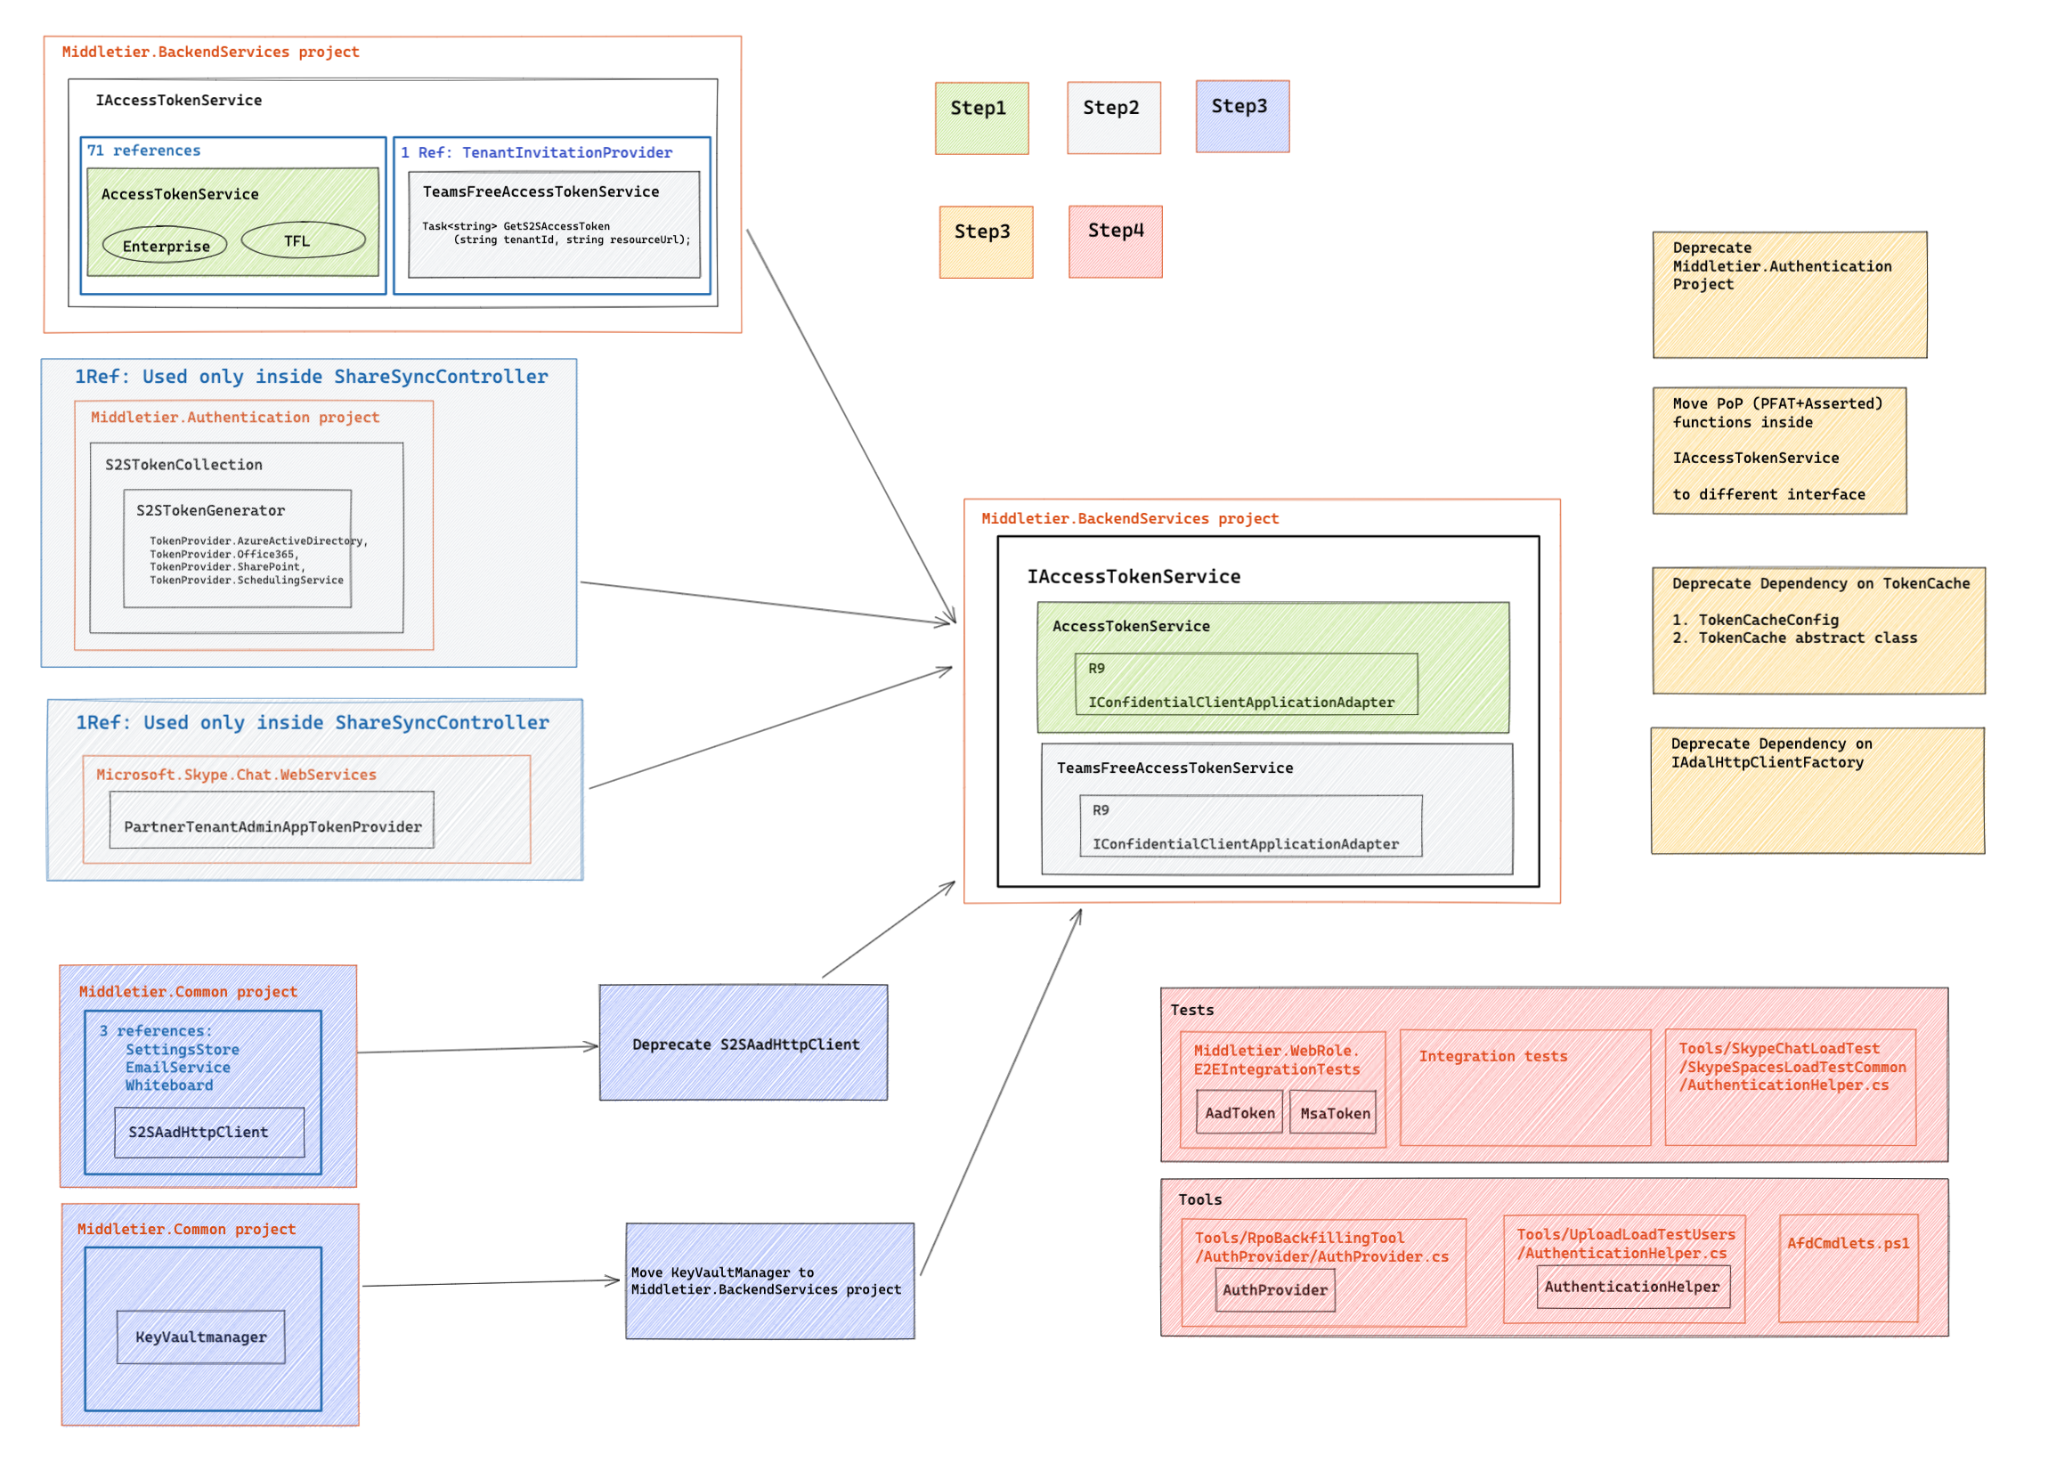 Middletier.BackendServices project
IAccessTokenService
71 references
AccessTokenService
Enterprise
TFL
1 Ref: TenantInvitationProvider
TeamsFreeAccessTokenService
Task<string> GetS2SAccessToken
(string tenantId, string resourceUrl);
Step1
Step2
Step3
Step3
Step4
1Ref: Used only inside ShareSyncController
Middletier.Authentication project
S2STokenCollection
S2STokenGenerator
TokenProvider.AzureActiveDirectory,
TokenProvider.Office365,
TokenProvider.SharePoint,
TokenProvider.SchedulingService
1Ref: Used only inside ShareSyncController
Microsoft.Skype.Chat.WebServices
PartnerTenantAdminAppTokenProvider
Middletier.BackendServices project
IAccessTokenService
AccessTokenService
R9
IConfidentialClientApplicationAdapter
TeamsFreeAccessTokenService
R9
IConfidentialClientApplicationAdapter
Deprecate
Middletier.Authentication
Project
Move PoP (PFAT+Asserted)
functions inside
IAccessTokenService
to different interface
Deprecate Dependency on TokenCache
1. TokenCacheConfig
2. TokenCache abstract class
Deprecate Dependency on
IAdalHttpClientFactory
Middletier.Common project
3 references:
SettingsStore
EmailService
Whiteboard
S2SAadHttpClient
Deprecate S2SAadHttpClient
Middletier.Common project
KeyVaultmanager
Move KeyVaultManager to
Middletier.BackendServices project
Tests
Middletier.WebRole.
E2EIntegrationTests
AadToken
MsaToken
Integration tests
Tools/SkypeChatLoadTest
/SkypeSpacesLoadTestCommon
/AuthenticationHelper.cs
Tools
Tools/RpoBackfillingTool
/AuthProvider/AuthProvider.cs
AuthProvider
Tools/UploadLoadTestUsers
/AuthenticationHelper.cs
AuthenticationHelper
AfdCmdlets.ps1